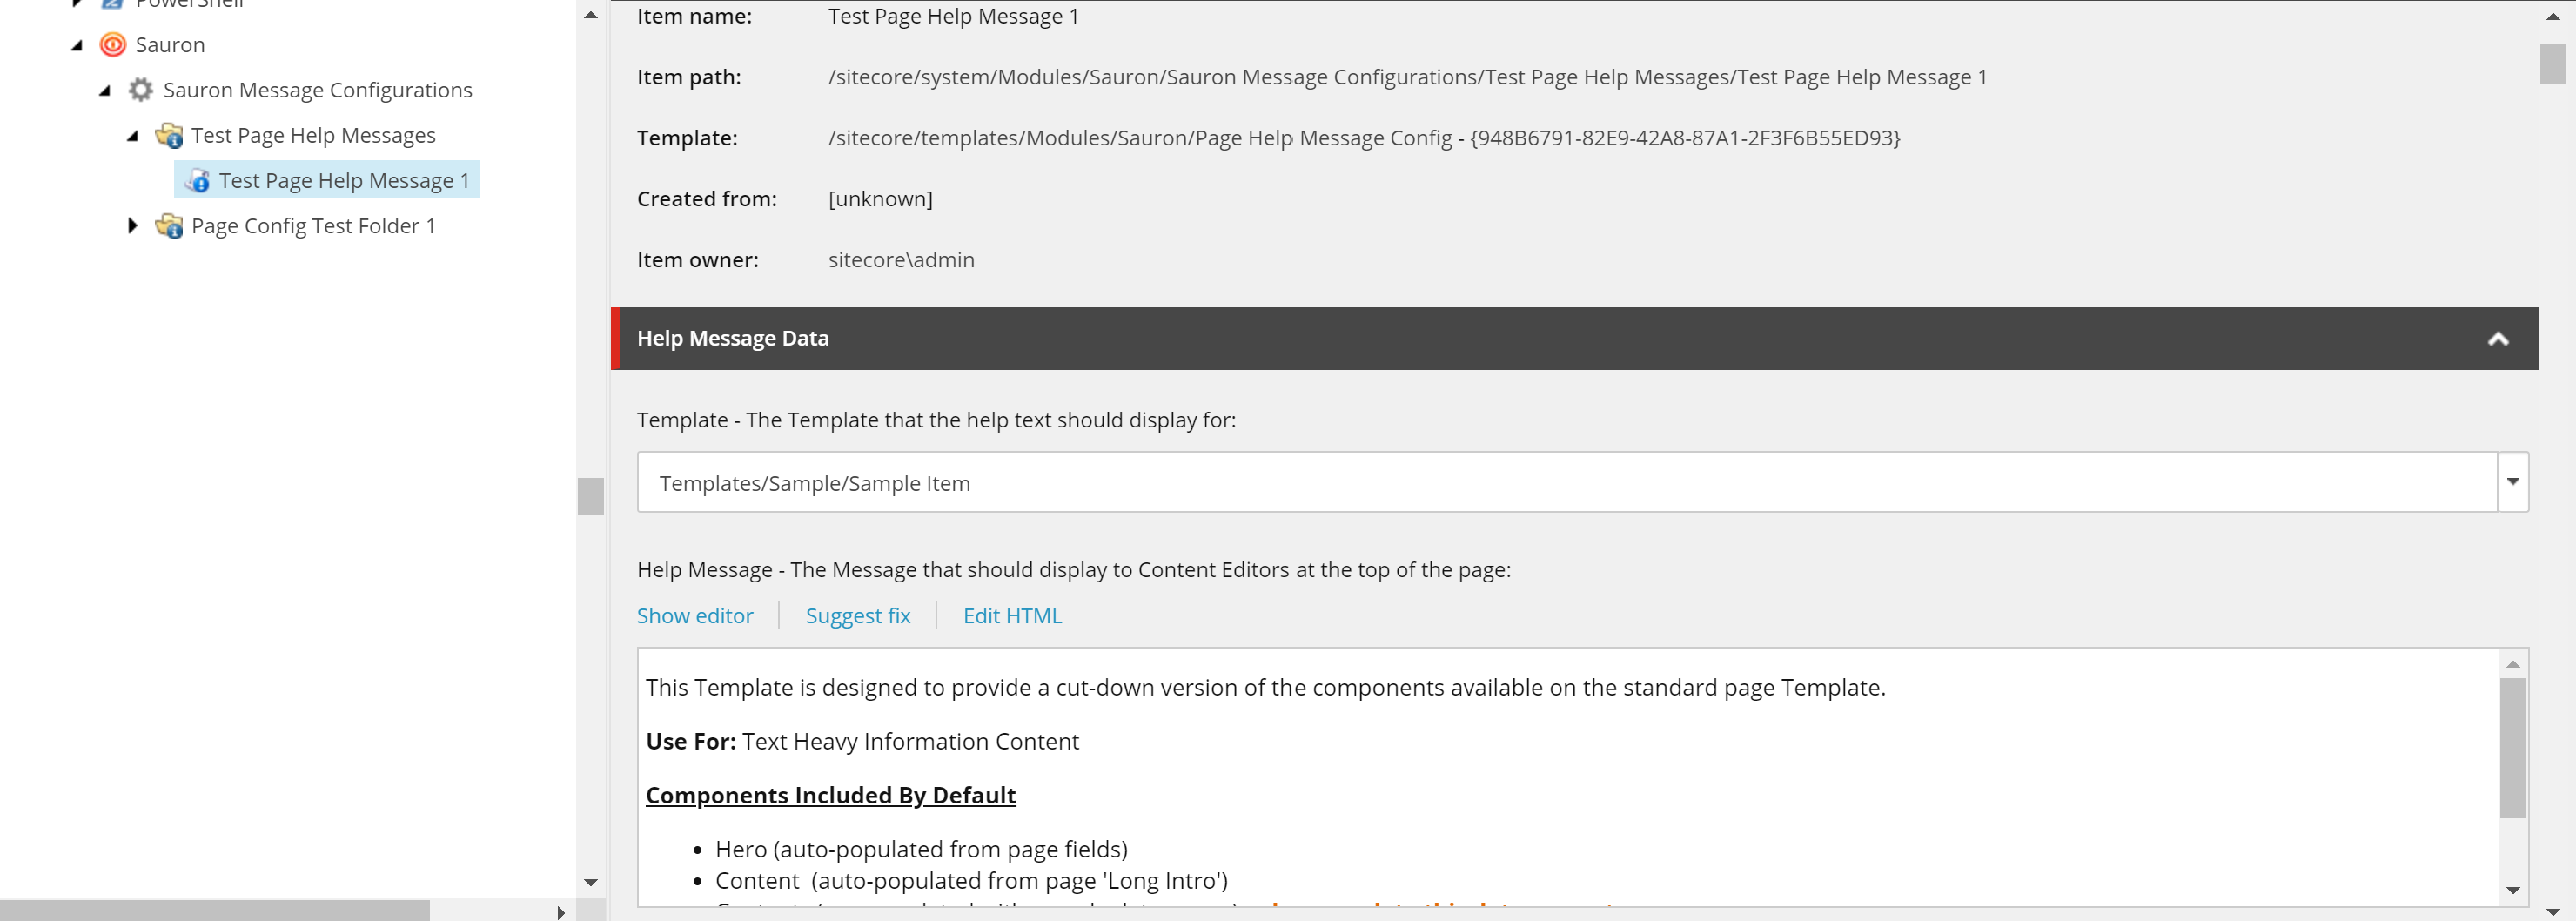 PowerShell
Sauron
Sauron Message Configurations
Test Page Help Messages
Test Page Help Message 1
Page Config Test Folder 1
Item name: Test Page Help Message 1
Item path: /sitecore/system/Modules/Sauron/Sauron Message Configurations/Test Page Help Messages/Test Page Help Message 1
Template: /sitecore/templates/Modules/Sauron/Page Help Message Config - {948B6791-82E9-42A8-87A1-2F3F6B55ED93}
Created from: [unknown]
Item owner: sitecore\admin
Help Message Data
Template - The Template that the help text should display for:
Templates/Sample/Sample Item
Help Message - The Message that should display to Content Editors at the top of the page:
Show editor Suggest fix Edit HTML
This Template is designed to provide a cut-down version of the components available on the standard page Template.
Use For: Text Heavy Information Content
Components Included By Default
• Hero (auto-populated from page fields)
• Content (auto-populated from page 'Long Intro')